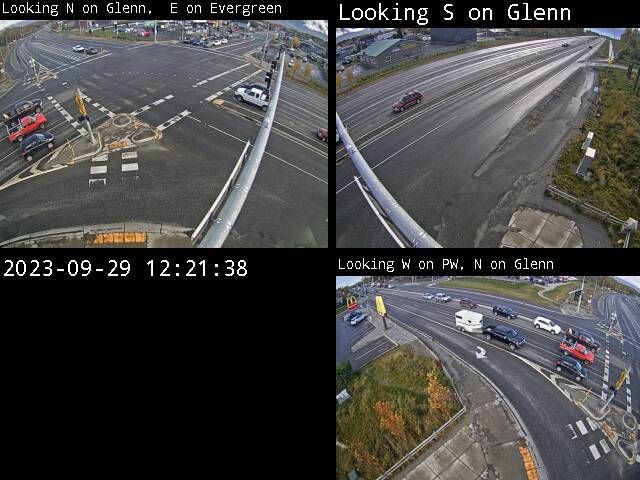 Looking N on Glenn,  E on Evergreen
Looking S on Glenn
2023-09-29 12:21:38
Looking W on PW, N on Glenn